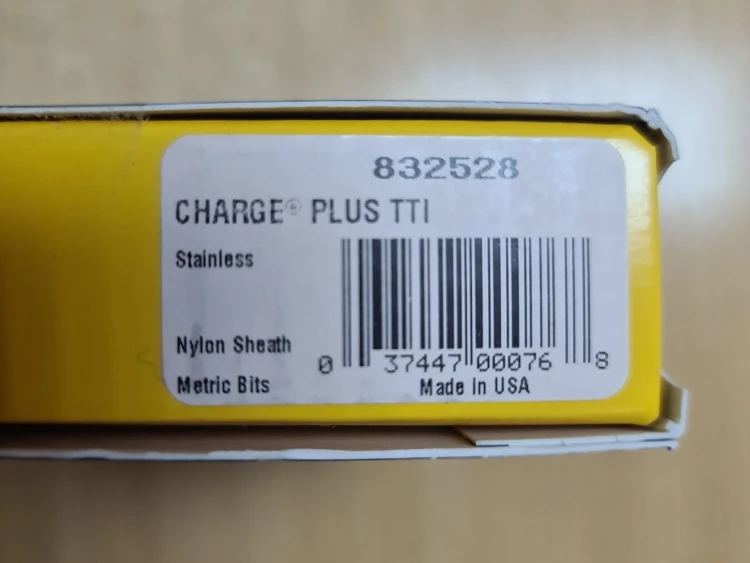 832528
CHARGE® PLUS TTI
Stainless
Nylon Sheath
Metric Bits
0 37447 00076 8
Made in USA